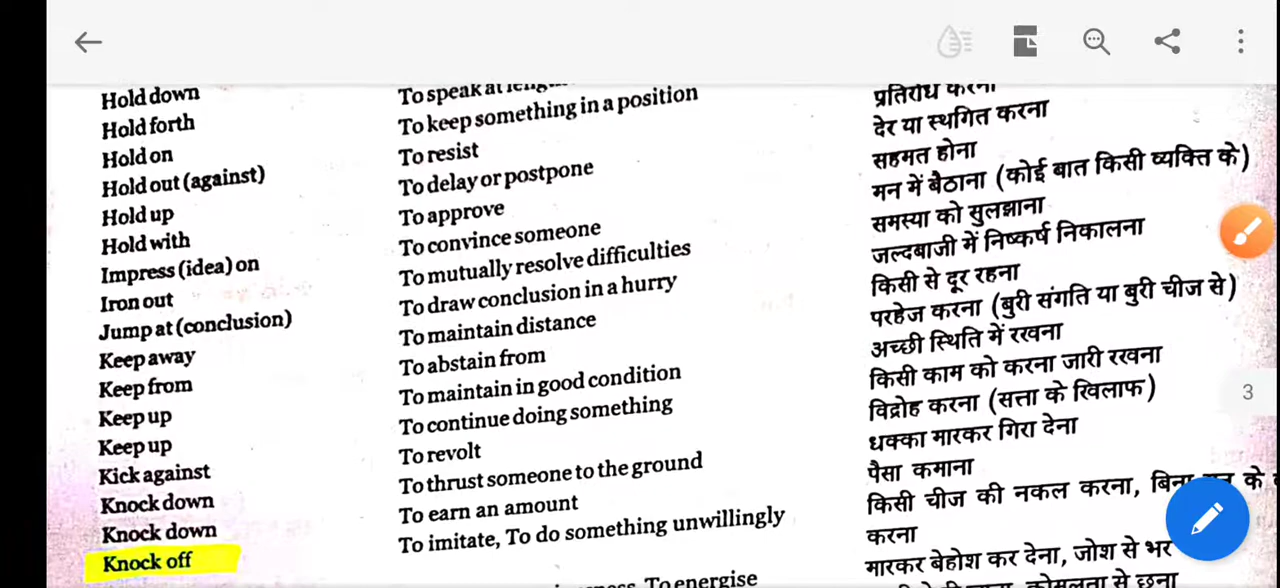 Hold down
Hold forth
Hold on
Hold out (against)
Hold up
Hold with
Impress (idea) on
Iron out
Jump at (conclusion)
Keep away
Keep from
Keep up
Keep up
Kick against
Knock down
Knock down
Knock off
To speak at
To keep something in a position
To resist
To delay or postpone
To approve
To convince someone
To mutually resolve difficulties
To draw conclusion in a hurry
To maintain distance
To abstain from
To maintain in good condition
To continue doing something
To revolt
To thrust someone to the ground
To earn an amount
To imitate, To do something unwillingly
To energise
प्रतिरोध करना
देर या स्थगित करना
सहमत होना
मन में बैठाना (कोई बात किसी व्यक्ति के)
समस्या को सुलझाना
जल्दबाजी में निष्कर्ष निकालना
किसी से दूर रहना
परहेज करना (बुरी संगति या बुरी चीज से)
अच्छी स्थिति में रखना
किसी काम को करना जारी रखना
विद्रोह करना (सत्ता के खिलाफ)
धक्का मारकर गिरा देना
पैसा कमाना
किसी चीज की नकल करना, के
करना
मारकर बेहोश कर देना, जोश से भर
कोमलता से छूना
3